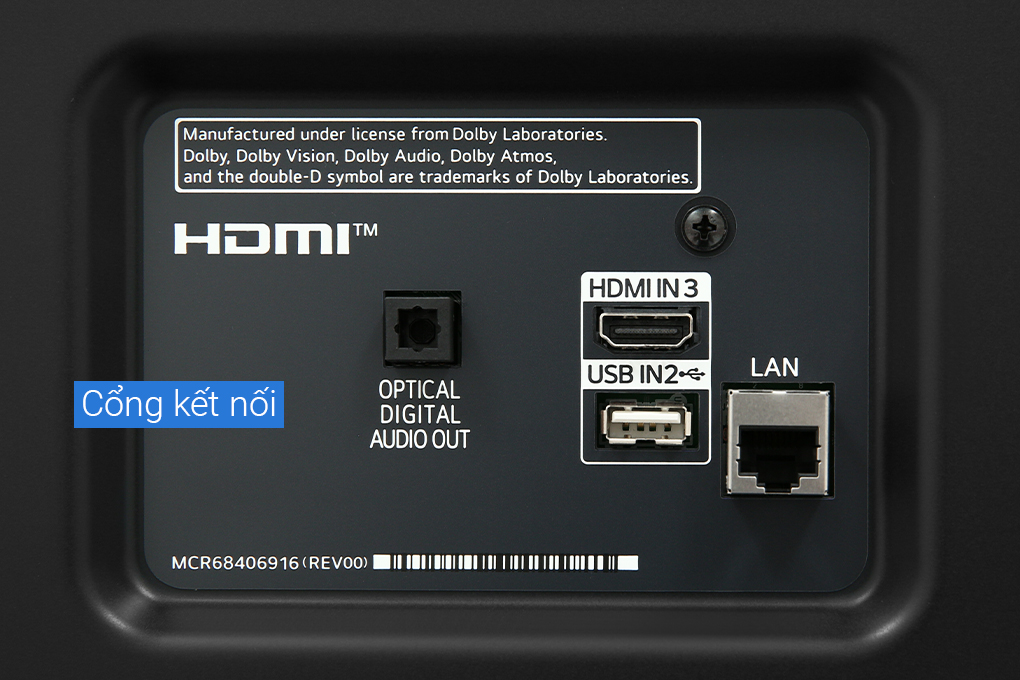 Manufactured under license from Dolby Laboratories.
Dolby, Dolby Vision, Dolby Audio, Dolby Atmos,
and the double-D symbol are trademarks of Dolby Laboratories.
HDMI™
HDMI IN 3
USB IN2
LAN
OPTICAL
DIGITAL
AUDIO OUT
Cổng kết nối
MCR68406916 (REV00)